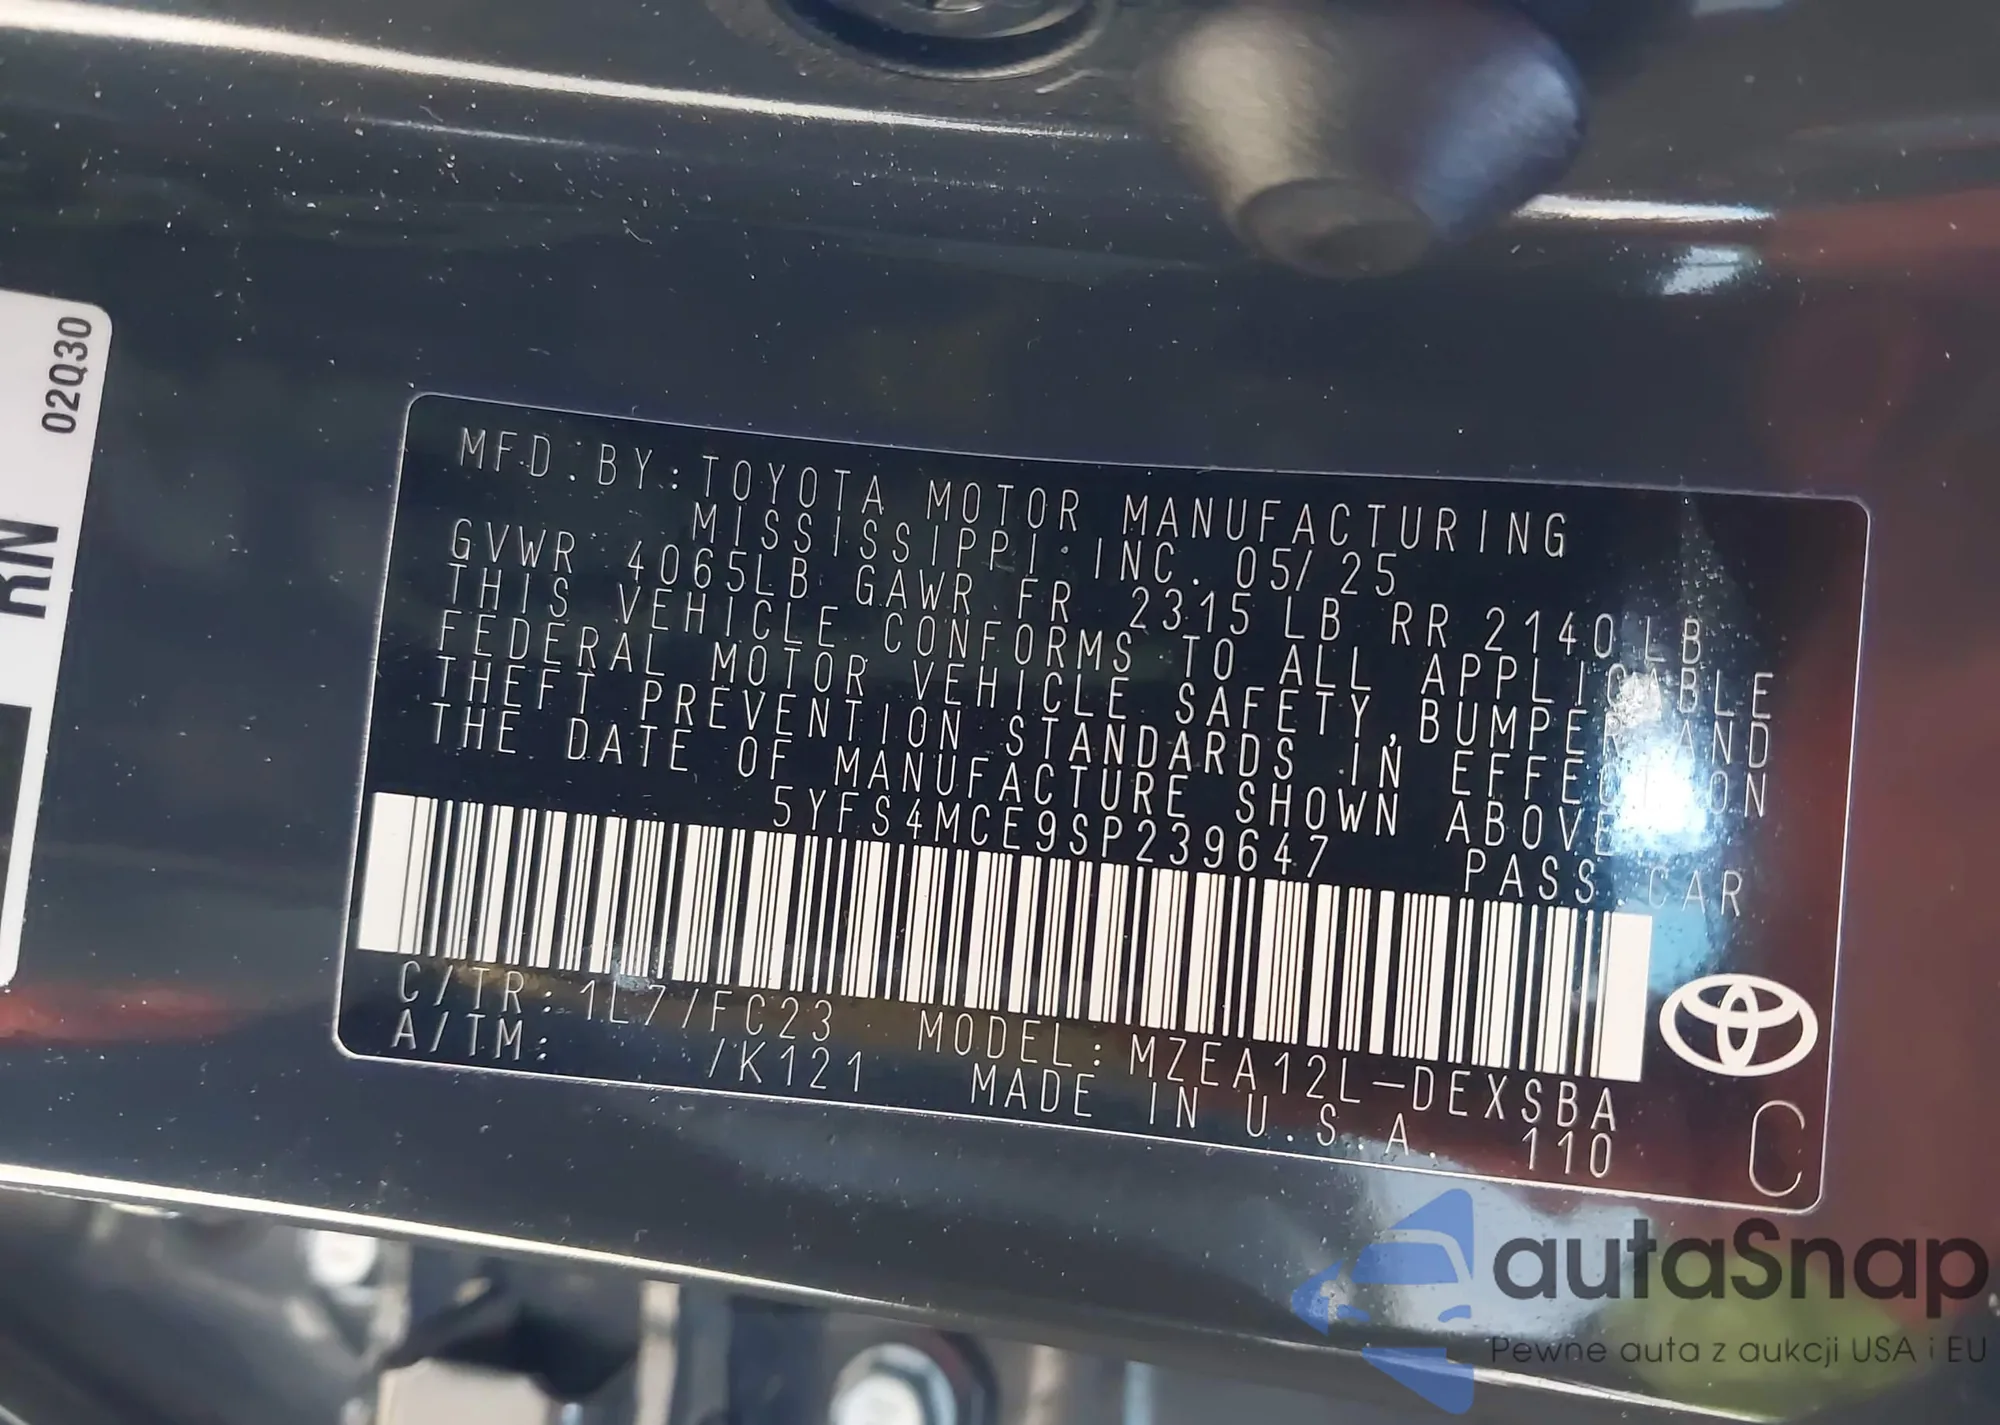 02Q30
RN
MFD.BY:TOYOTA MOTOR MANUFACTURING
MISSISSIPPI,INC. 05/25
GVWR 4065LB GAWR FR 2315LB RR 2140LB
THIS VEHICLE CONFORMS TO ALL APPLICABLE
FEDERAL MOTOR VEHICLE SAFETY,BUMPER AND
THEFT PREVENTION STANDARDS IN EFFECT ON
THE DATE OF MANUFACTURE SHOWN ABOVE.
5YFS4MCE9SP239647 PASS.CAR
C/TR:1L7/FC23 MODEL:MZEA12L-DEXSBA
A/TM: /K121 MADE IN U.S.A. 110
C
autaSnap
Pewne auta z aukcji USA i EU